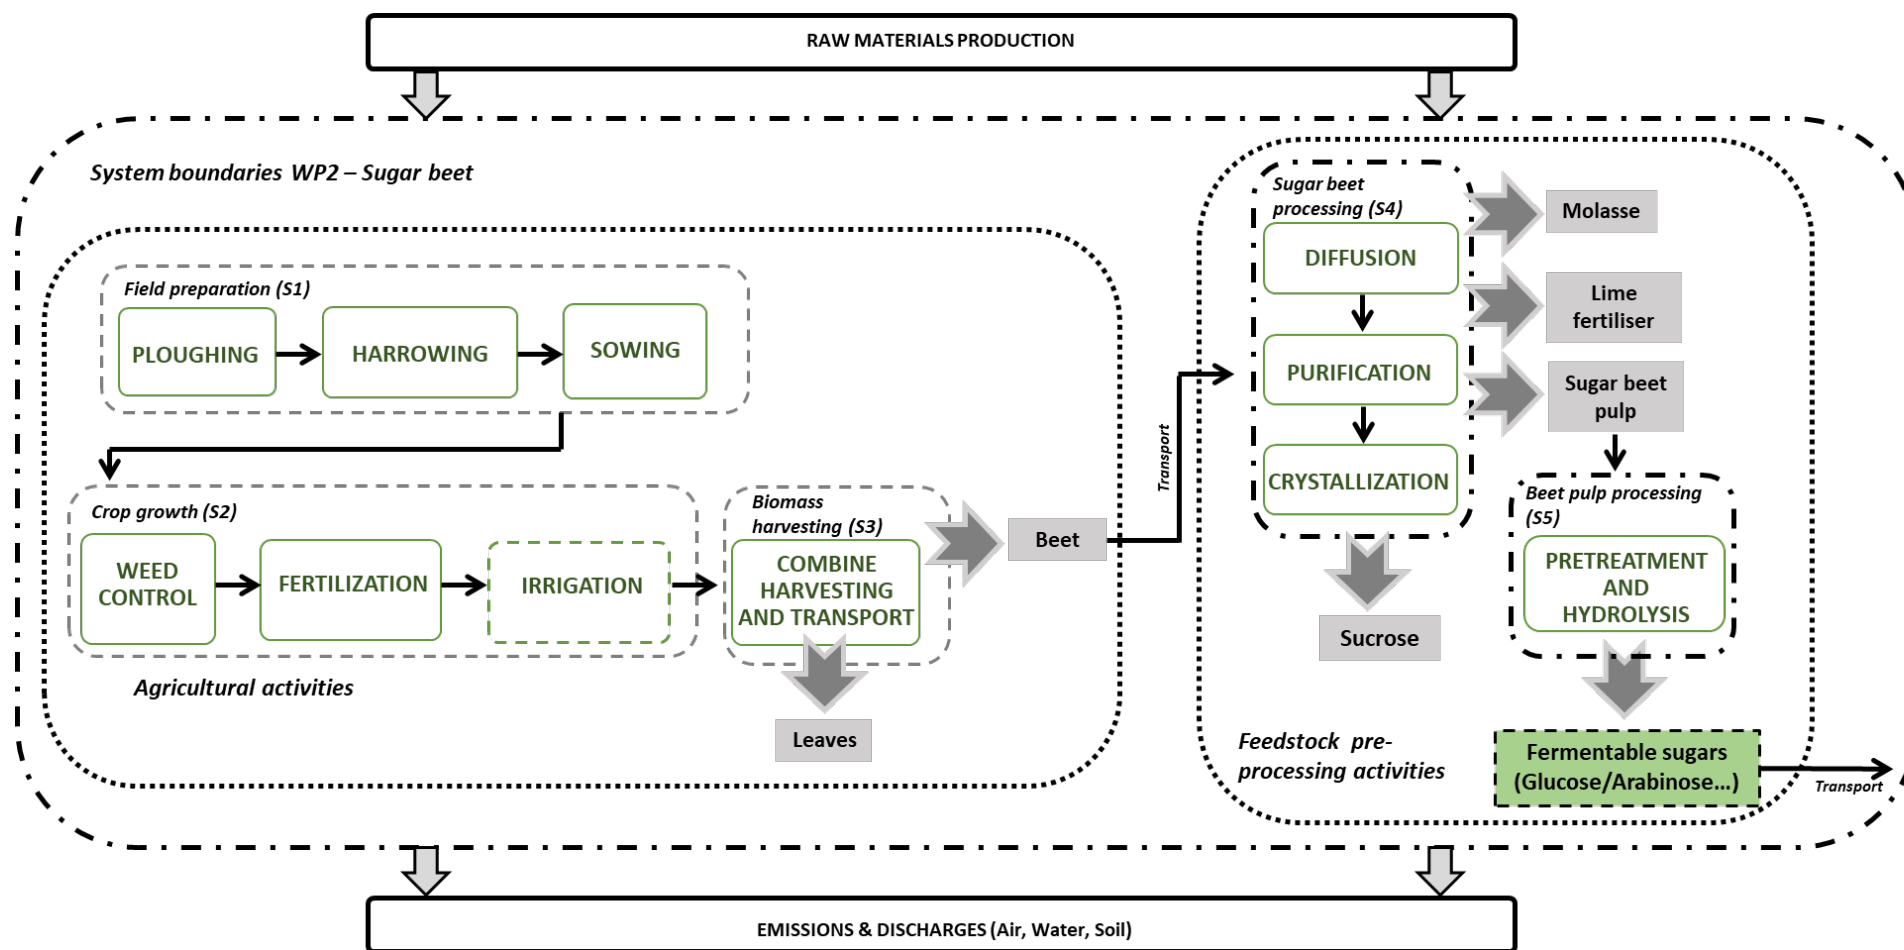 RAW MATERIALS PRODUCTION
System boundaries WP2 – Sugar beet
Field preparation (S1)
PLOUGHING
HARROWING
SOWING
Crop growth (S2)
WEED
CONTROL
FERTILIZATION
IRRIGATION
Biomass
harvesting (S3)
COMBINE
HARVESTING
AND TRANSPORT
Beet
Leaves
Agricultural activities
Transport
Sugar beet
processing (S4)
DIFFUSION
PURIFICATION
CRYSTALLIZATION
Molasse
Lime
fertiliser
Sugar beet
pulp
Sucrose
Beet pulp processing
(S5)
PRETREATMENT
AND
HYDROLYSIS
Feedstock pre-
processing activities
Fermentable sugars
(Glucose/Arabinose...)
Transport
EMISSIONS & DISCHARGES (Air, Water, Soil)